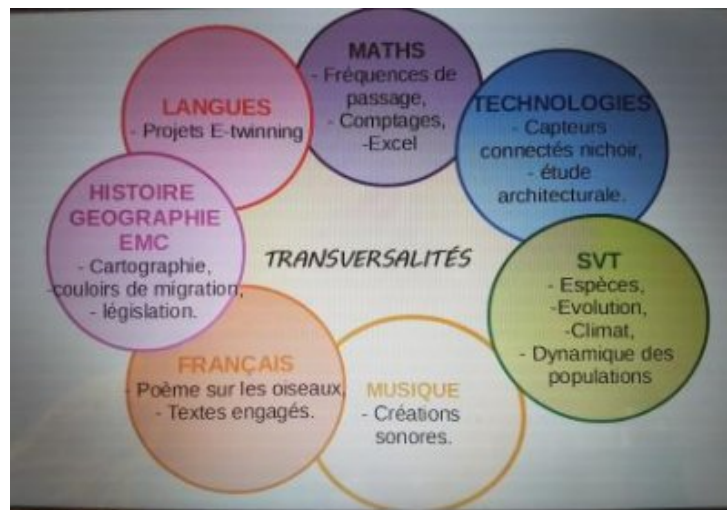 MATHS
- Fréquences de
passage,
- Comptages,
-Excel
TECHNOLOGIES
- Capteurs
connectés nichoir,
- étude
architecturale.
SVT
- Espèces,
-Evolution,
-Climat,
- Dynamique des
populations
MUSIQUE
- Créations
sonores.
FRANÇAIS
- Poème sur les oiseaux,
- Textes engagés.
HISTOIRE
GEOGRAPHIE
EMC
- Cartographie,
-couloirs de migration,
- législation.
LANGUES
- Projets E-twinning
TRANSVERSALITÉS